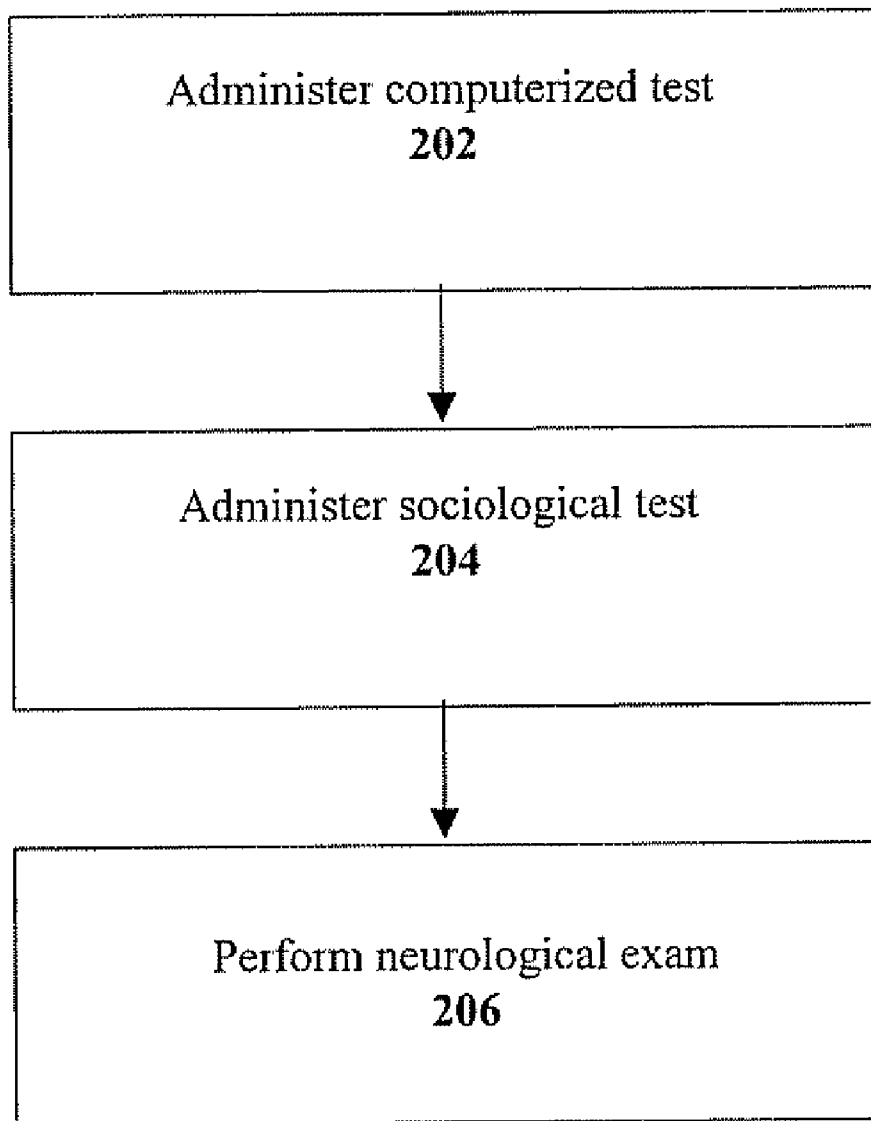 Administer computerized test
202
Administer sociological test
204
Perform neurological exam
206